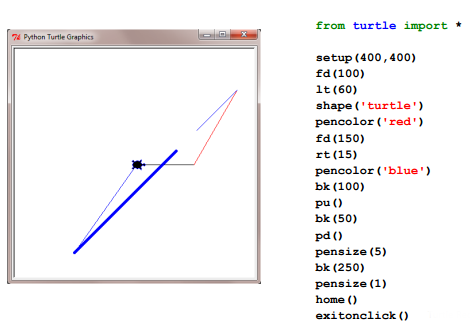 Python Turtle Graphics
from turtle import *
setup(400,400)
fd(100)
lt(60)
shape('turtle')
pencolor('red')
fd(150)
rt(15)
pencolor('blue')
bk(100)
pu()
bk(50)
pd()
pensize(5)
bk(250)
pensize(1)
home()
exitonclick()